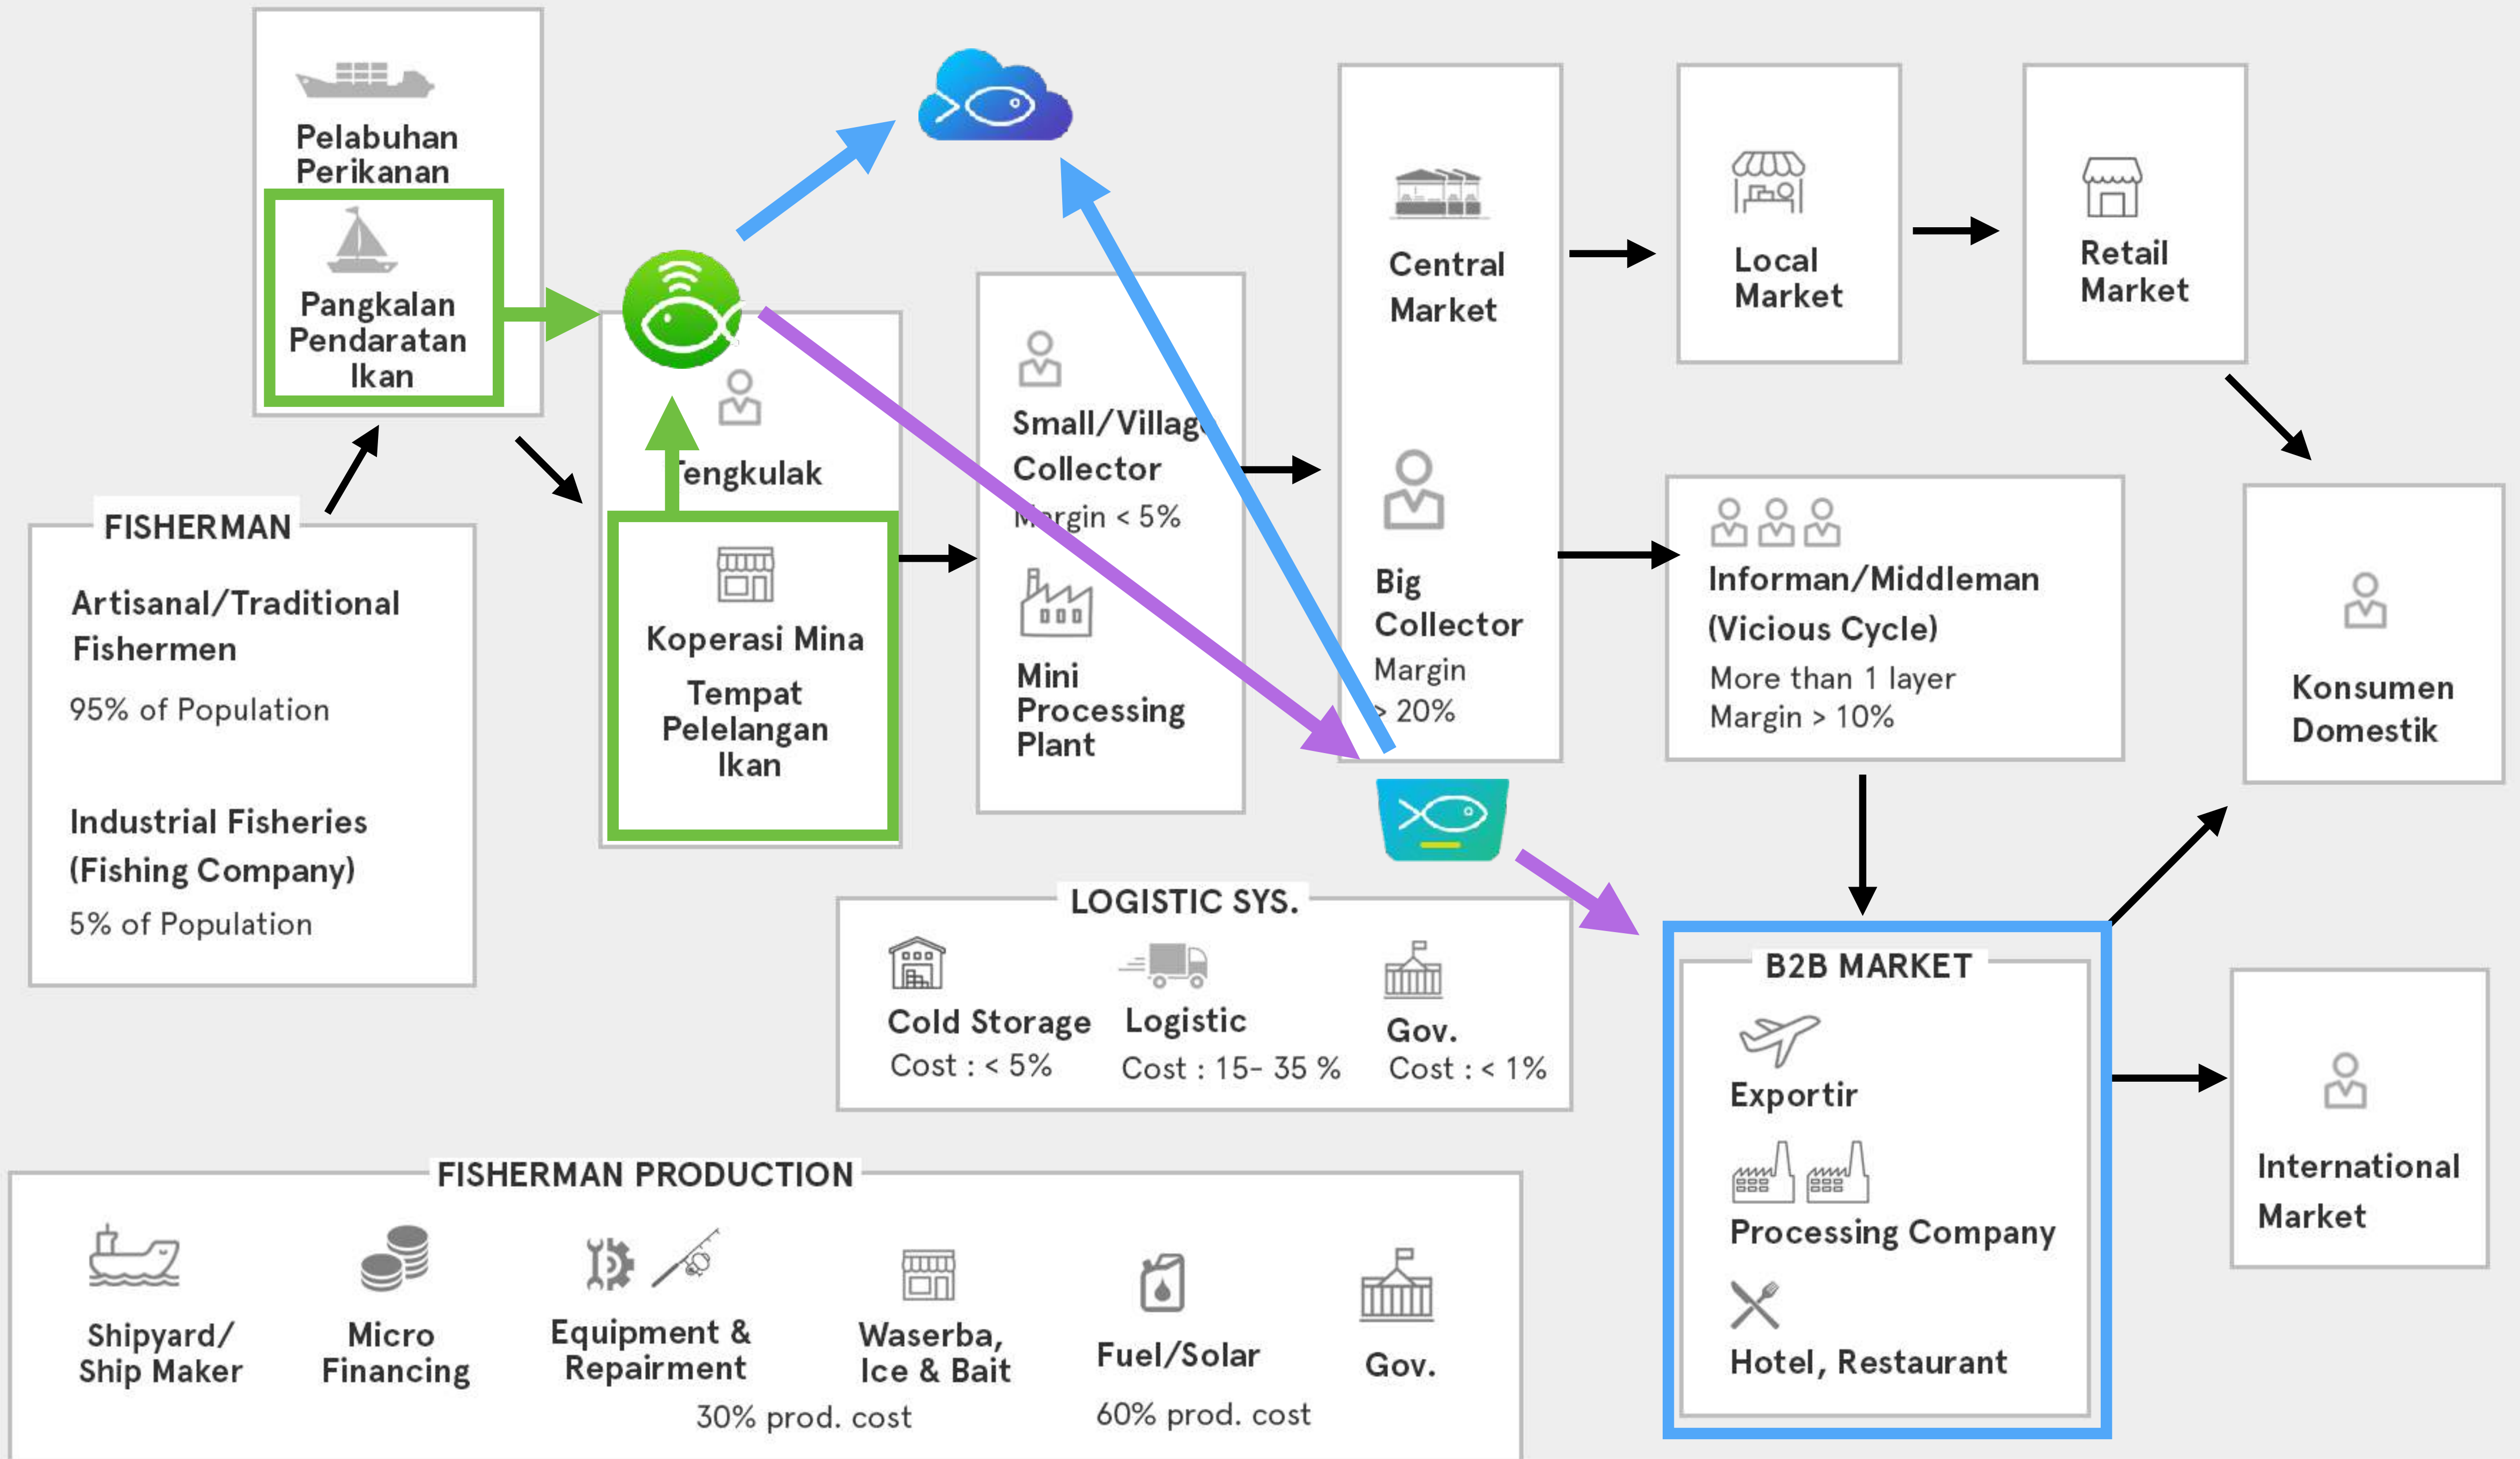 Pelabuhan
Perikanan
Pangkalan
Pendaratan
Ikan
FISHERMAN
Artisanal/Traditional
Fishermen
95% of Population
Industrial Fisheries
(Fishing Company)
5% of Population
Tengkulak
Koperasi Mina
Tempat
Pelelangan
Ikan
Small/Village
Collector
Margin < 5%
Mini
Processing
Plant
Central
Market
Big
Collector
Margin
> 20%
Local
Market
Retail
Market
Informan/Middleman
(Vicious Cycle)
More than 1 layer
Margin > 10%
Konsumen
Domestik
LOGISTIC SYS.
Cold Storage
Cost : < 5%
Logistic
Cost : 15- 35 %
Gov.
Cost : < 1%
B2B MARKET
Exportir
Processing Company
Hotel, Restaurant
International
Market
FISHERMAN PRODUCTION
Shipyard/
Ship Maker
Micro
Financing
Equipment &
Repairment
Waserba,
Ice & Bait
30% prod. cost
Fuel/Solar
60% prod. cost
Gov.